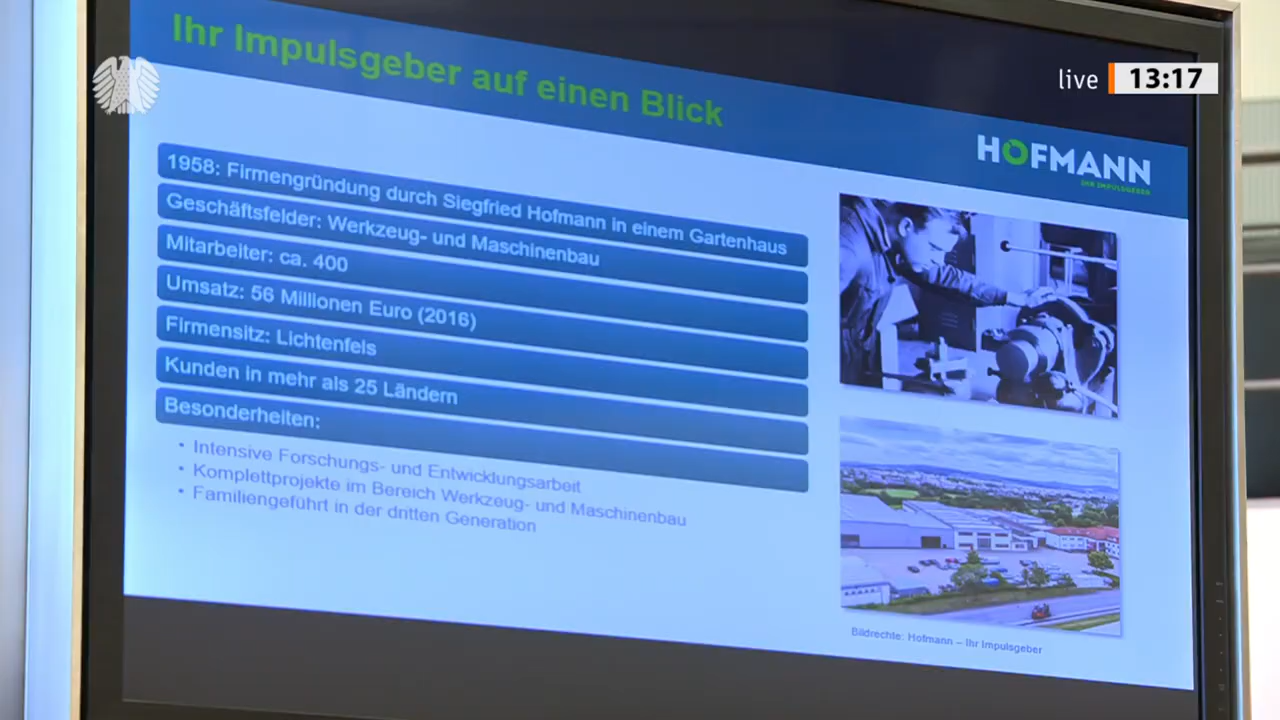 Ihr Impulsgeber auf einen Blick
live 13:17
HOFMANN
IHR IMPULSGEBER
1958: Firmengründung durch Siegfried Hofmann in einem Gartenhaus
Geschäftsfelder: Werkzeug- und Maschinenbau
Mitarbeiter: ca. 400
Umsatz: 56 Millionen Euro (2016)
Firmensitz: Lichtenfels
Kunden in mehr als 25 Ländern
Besonderheiten:
• Intensive Forschungs- und Entwicklungsarbeit
• Komplettprojekte im Bereich Werkzeug- und Maschinenbau
• Familiengeführt in der dritten Generation
Bildrechte: Hofmann – Ihr Impulsgeber